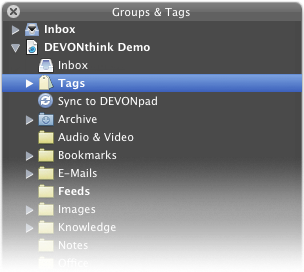 Groups & Tags
Inbox
DEVONthink Demo
Inbox
Tags
Sync to DEVONpad
Archive
Audio & Video
Bookmarks
E-Mails
Feeds
Images
Knowledge
Notes